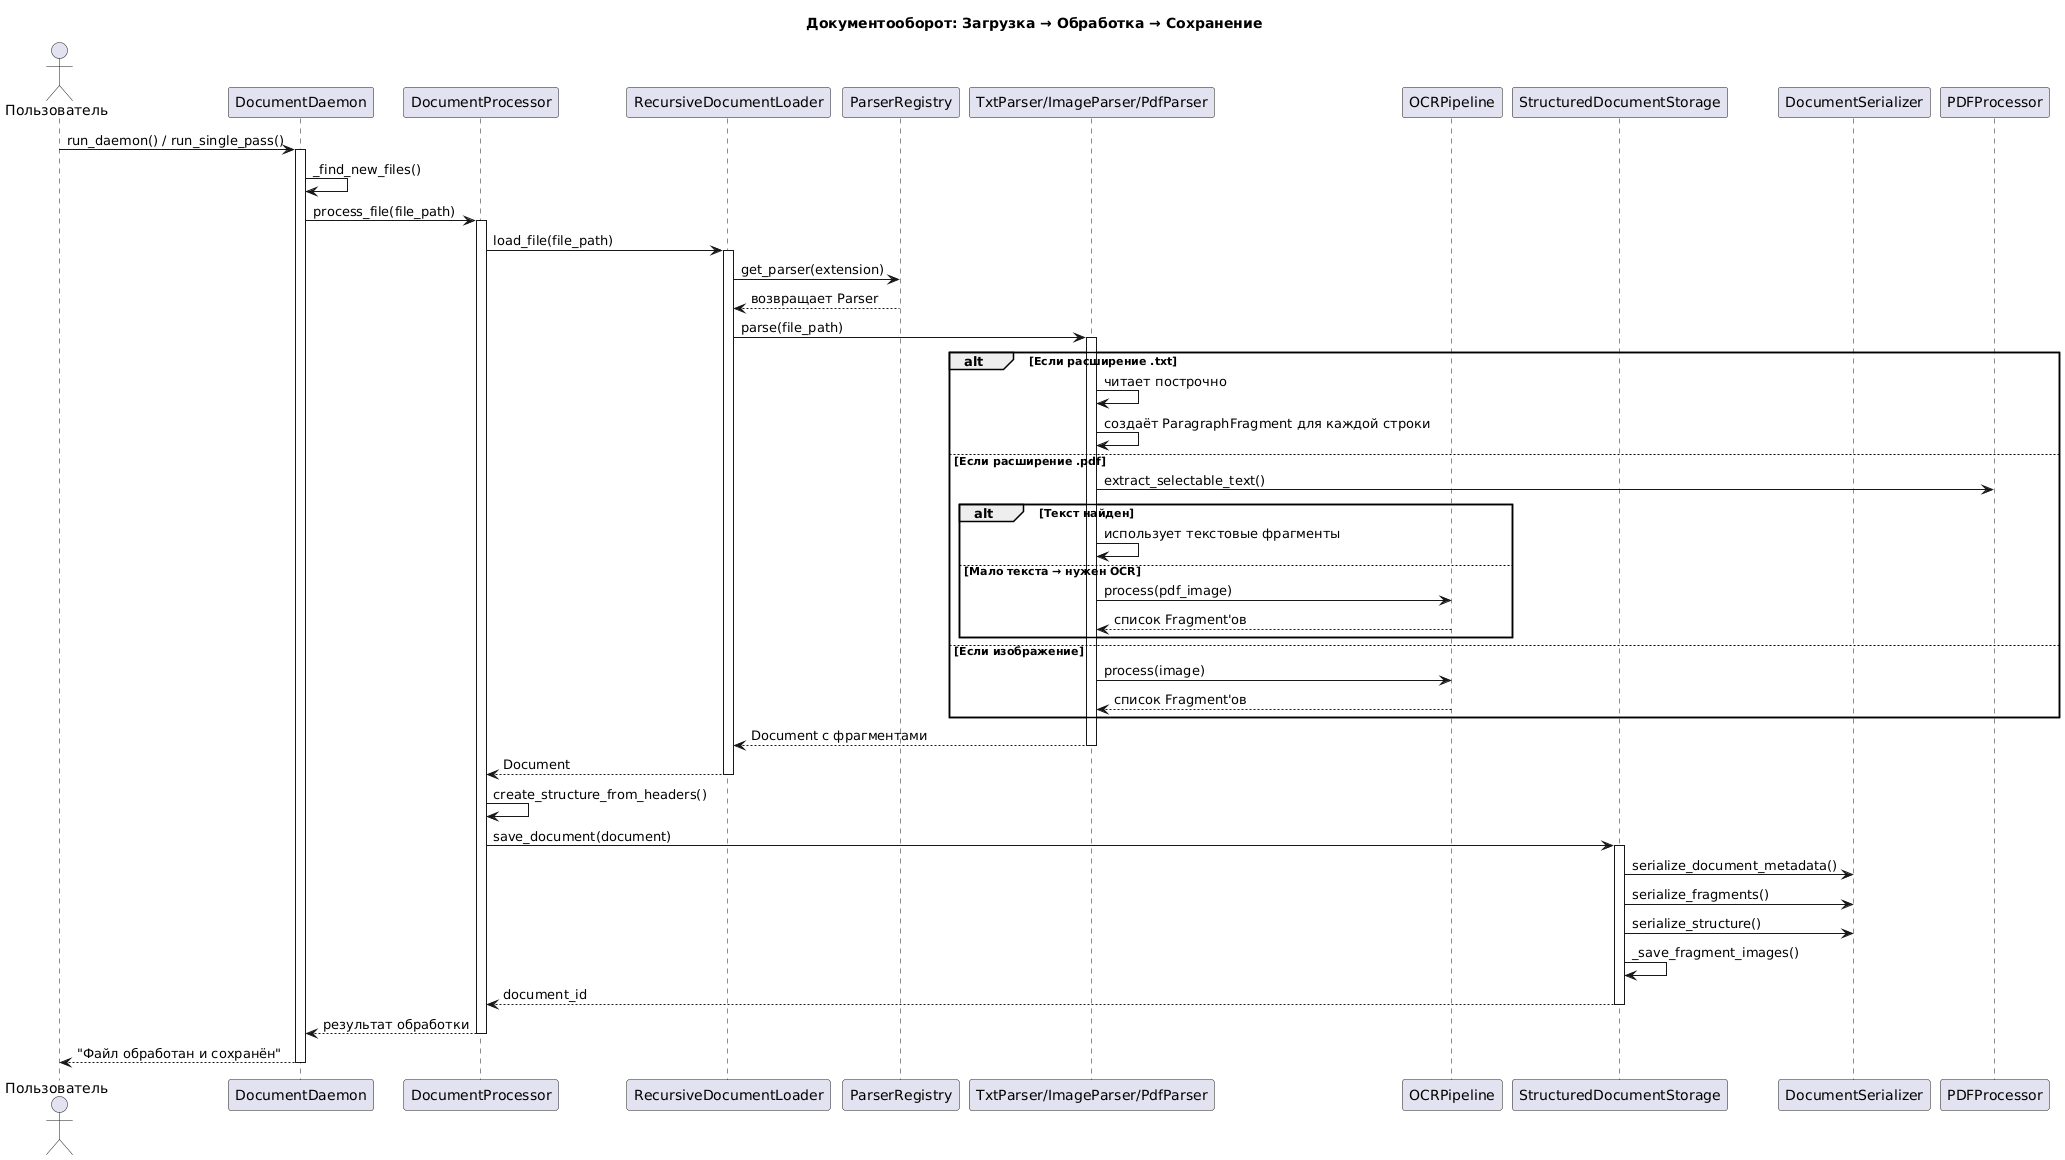 Документооборот: Загрузка → Обработка → Сохранение
Пользователь
DocumentDaemon
DocumentProcessor
RecursiveDocumentLoader
ParserRegistry
TxtParser/ImageParser/PdfParser
OCRPipeline
StructuredDocumentStorage
DocumentSerializer
PDFProcessor
run_daemon() / run_single_pass()
_find_new_files()
process_file(file_path)
load_file(file_path)
get_parser(extension)
возвращает Parser
parse(file_path)
alt [Если расширение .txt]
читает построчно
создаёт ParagraphFragment для каждой строки
[Если расширение .pdf]
extract_selectable_text()
alt [Текст найден]
использует текстовые фрагменты
[Мало текста → нужен OCR]
process(pdf_image)
список Fragment'ов
[Если изображение]
process(image)
список Fragment'ов
Document с фрагментами
Document
create_structure_from_headers()
save_document(document)
serialize_document_metadata()
serialize_fragments()
serialize_structure()
_save_fragment_images()
document_id
результат обработки
"Файл обработан и сохранён"
Пользователь
DocumentDaemon
DocumentProcessor
RecursiveDocumentLoader
ParserRegistry
TxtParser/ImageParser/PdfParser
OCRPipeline
StructuredDocumentStorage
DocumentSerializer
PDFProcessor